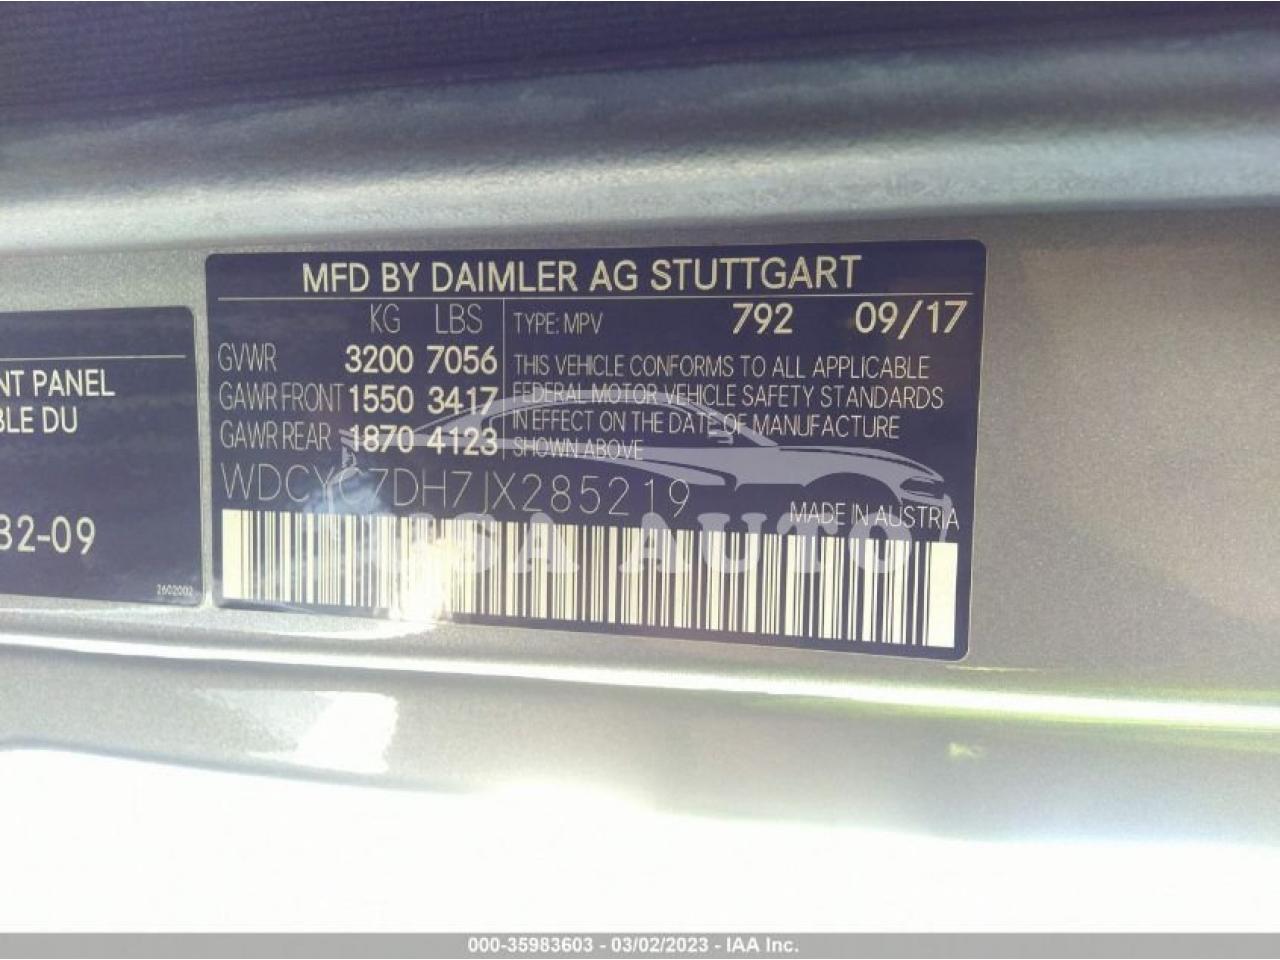 MFD BY DAIMLER AG STUTTGART
KG LBS
GVWR 3200 7056
GAWR FRONT 1550 3417
GAWR REAR 1870 4123
TYPE: MPV 792 09/17
THIS VEHICLE CONFORMS TO ALL APPLICABLE
FEDERAL MOTOR VEHICLE SAFETY STANDARDS
IN EFFECT ON THE DATE OF MANUFACTURE
SHOWN ABOVE
WDCYC7DH7JX285219
MADE IN AUSTRIA
USA AUTO
NT PANEL
BLE DU
32-09
2602002
000-35983603 - 03/02/2023 - IAA Inc.